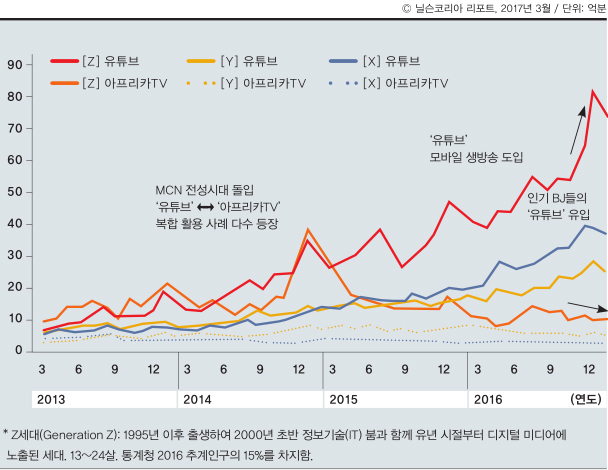 © 닐슨코리아 리포트, 2017년 3월 / 단위: 억분
90
80
70
60
50
40
30
20
10
0
[Z] 유튜브
[Y] 유튜브
[X] 유튜브
[Z] 아프리카TV
[Y] 아프리카TV
[X] 아프리카TV
'유튜브'
모바일 생방송 도입
MCN 전성시대 돌입
'유튜브' ↔ '아프리카TV'
복합 활용 사례 다수 등장
인기 BJ들의
'유튜브' 유입
3 6 9 12 3 6 9 12 3 6 9 12 3 6 9 12
2013 2014 2015 2016 (연도)
* Z세대(Generation Z): 1995년 이후 출생하여 2000년 초반 정보기술(IT) 붐과 함께 유년 시절부터 디지털 미디어에
노출된 세대. 13~24살. 통계청 2016 추계인구의 15%를 차지함.